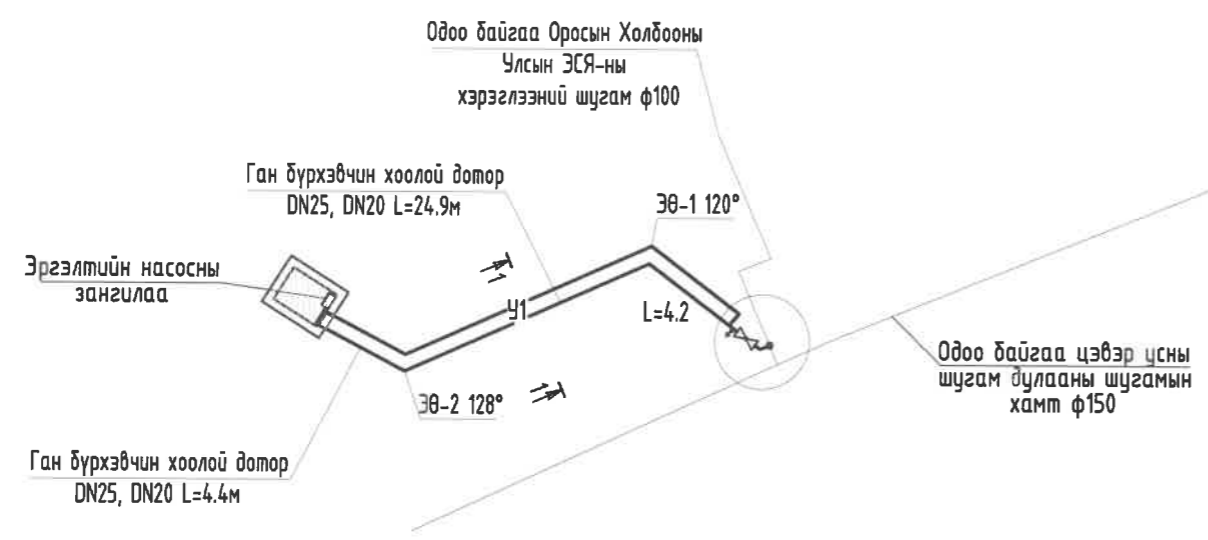 Одоо байгаа Оросын Холбооны
Улсын ЭСЯ-ны
хэрэглээний шугам ф100
Ган бүрхэвчин хоолой дотор
DN25, DN20 L=24.9м
ЭӨ-1 120°
Эргэлтийн насосны
зангилаа
1
У1
L=4.2
Одоо байгаа цэвэр усны
шугам дулааны шугамын
хамт ф150
ЭӨ-2 128°
1
Ган бүрхэвчин хоолой дотор
DN25, DN20 L=4.4м